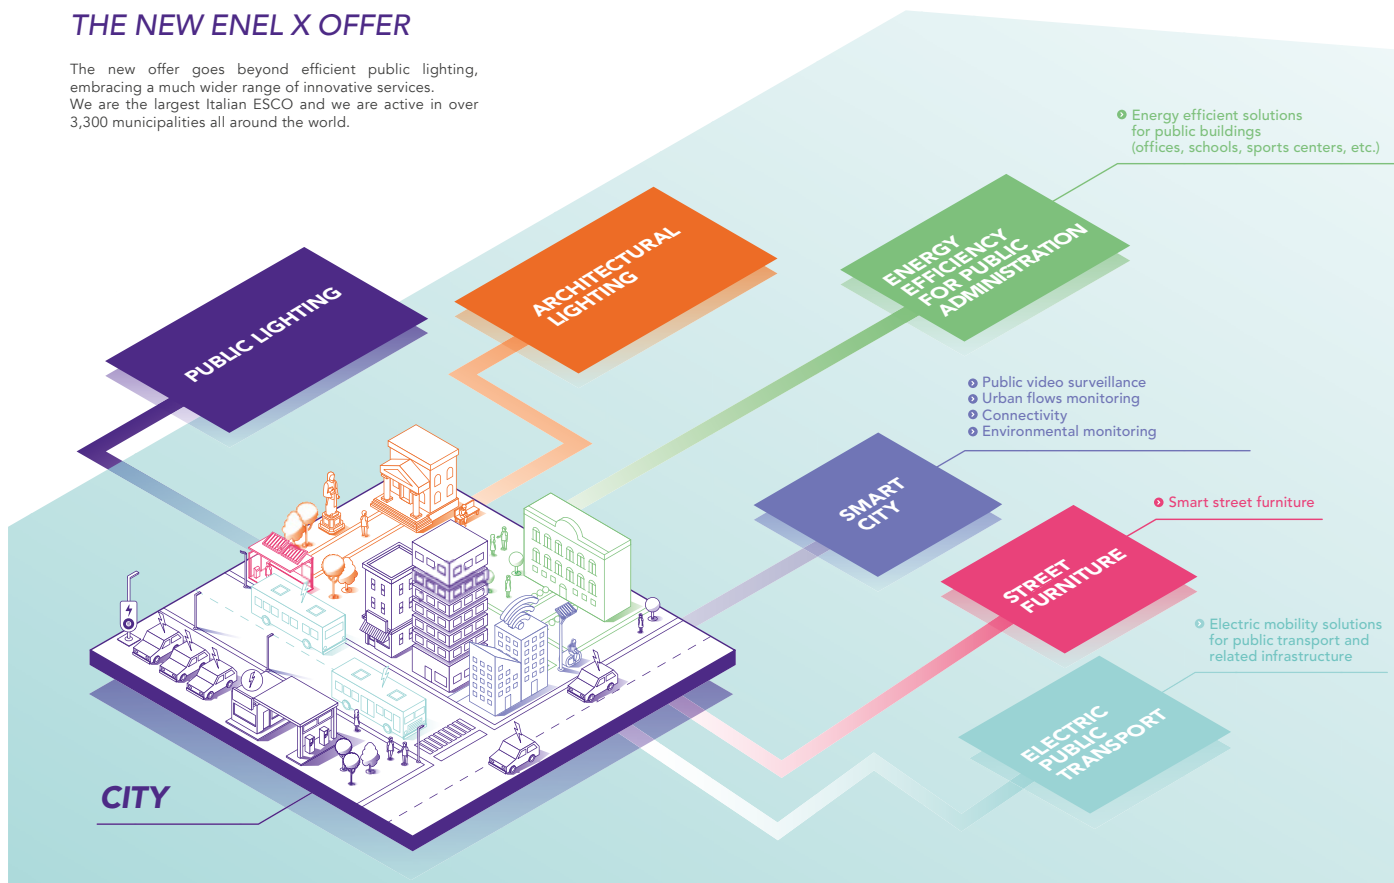 THE NEW ENEL X OFFER
The new offer goes beyond efficient public lighting,
embracing a much wider range of innovative services.
We are the largest Italian ESCO and we are active in over
3,300 municipalities all around the world.
Energy efficient solutions
for public buildings
(offices, schools, sports centers, etc.)
PUBLIC LIGHTING
ARCHITECTURAL
LIGHTING
ENERGY
EFFICIENCY
FOR PUBLIC
ADMINISTRATION
Public video surveillance
Urban flows monitoring
Connectivity
Environmental monitoring
SMART
CITY
Smart street furniture
STREET
FURNITURE
Electric mobility solutions
for public transport and
related infrastructure
ELECTRIC
PUBLIC
TRANSPORT
CITY